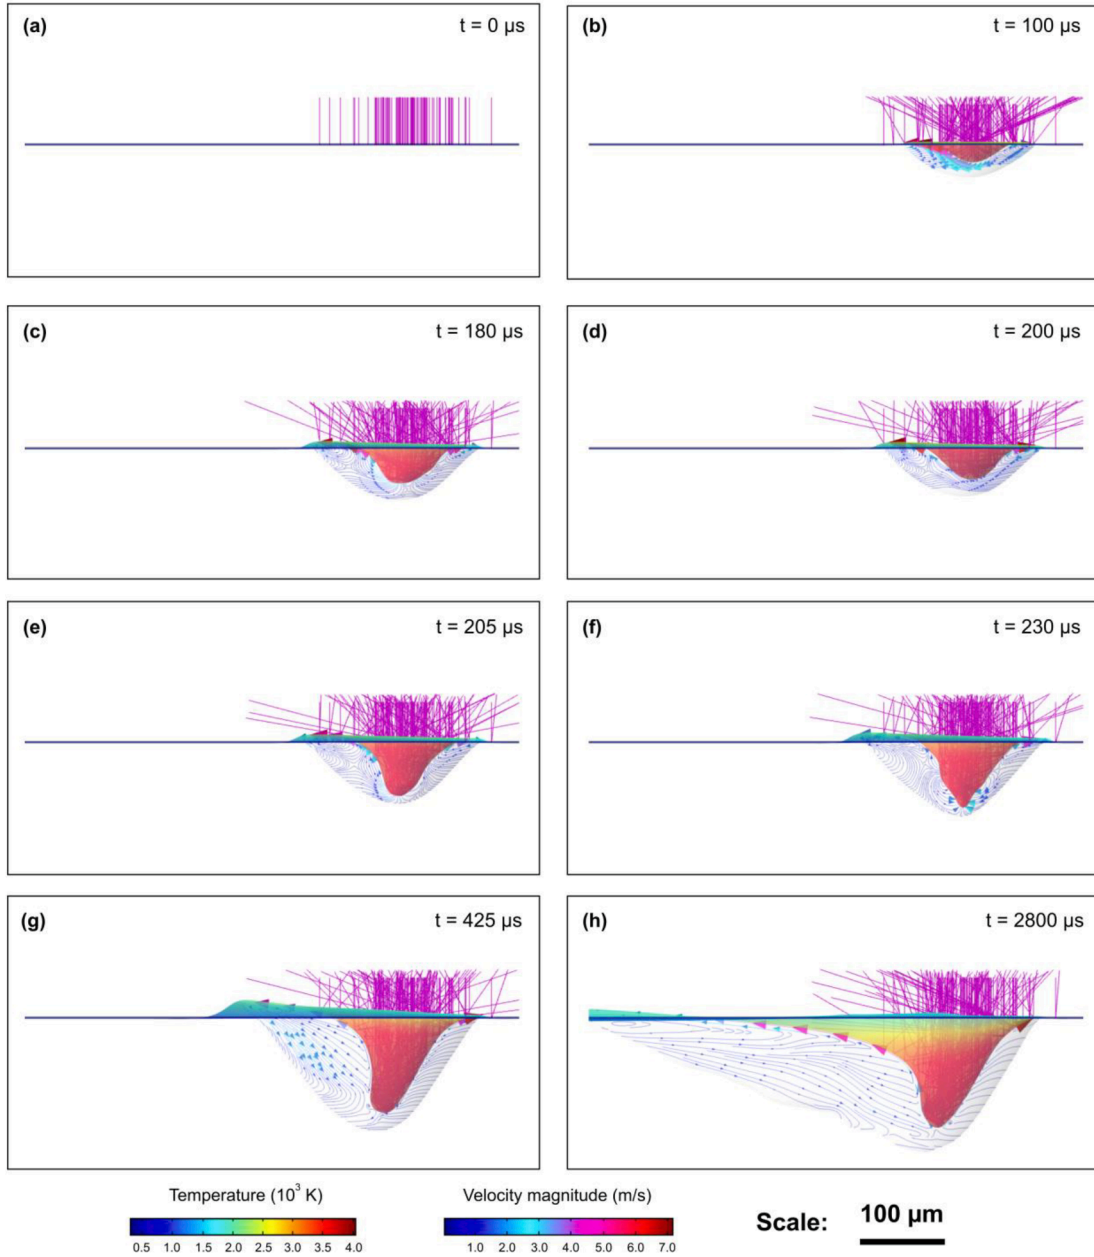 (a) t = 0 µs
(b) t = 100 µs
(c) t = 180 µs
(d) t = 200 µs
(e) t = 205 µs
(f) t = 230 µs
(g) t = 425 µs
(h) t = 2800 µs
Temperature (10³ K)
0.5 1.0 1.5 2.0 2.5 3.0 3.5 4.0
Velocity magnitude (m/s)
1.0 2.0 3.0 4.0 5.0 6.0 7.0
Scale: 100 µm